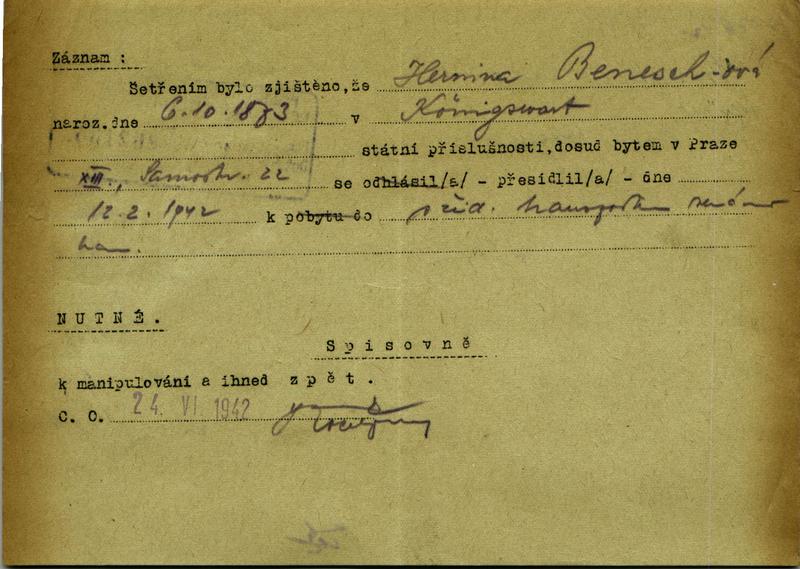 Záznam :
Šetřením bylo zjištěno,že Hermina Benesch-ová
naroz.dne 6.10.1873 v Königswart
státní příslušnosti,dosud bytem v Praze
XIII., 22 se odhlásil/a/ - přesídlil/a/ - dne
12.2.1942 k pobytu do žid. transportu
NUTNÉ.
Spisovně
k manipulování a ihned zpět.
C. O. 24. VI 1942